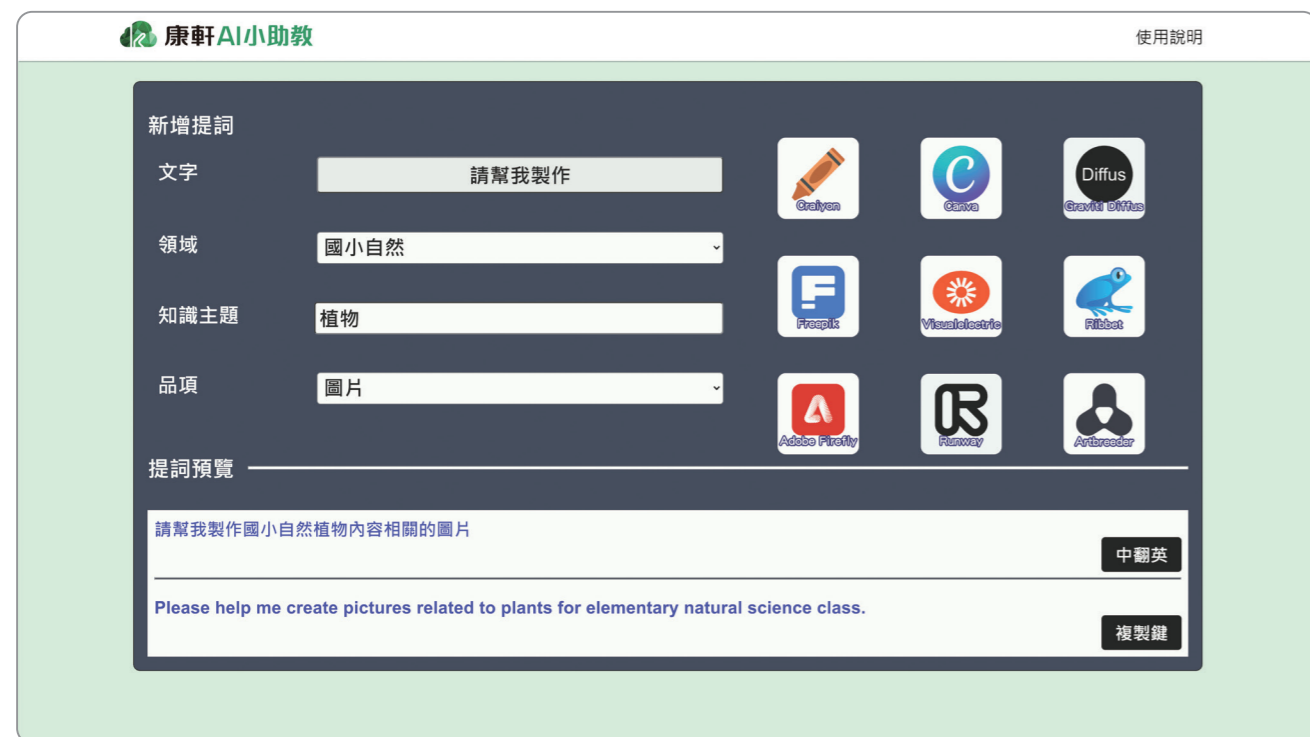 康軒AI小助教
使用說明
新增提詞
文字
請幫我製作
領域
國小自然
知識主題
植物
品項
圖片
Craiyon
Canva
Diffus
Graviti Diffus
Freepik
Visualelectric
Ribbet
Adobe Firefly
Runway
Artbreeder
提詞預覽
請幫我製作國小自然植物內容相關的圖片
中翻英
Please help me create pictures related to plants for elementary natural science class.
複製鍵